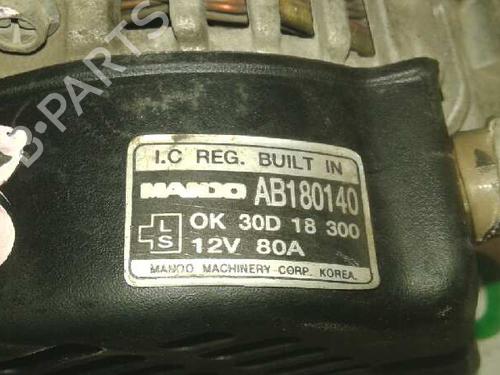 I.C REG. BUILT IN
MANDO AB180140
L
S
OK 30D 18 300
12V 80A
MANDO MACHINERY CORP. KOREA.
B-PARTS